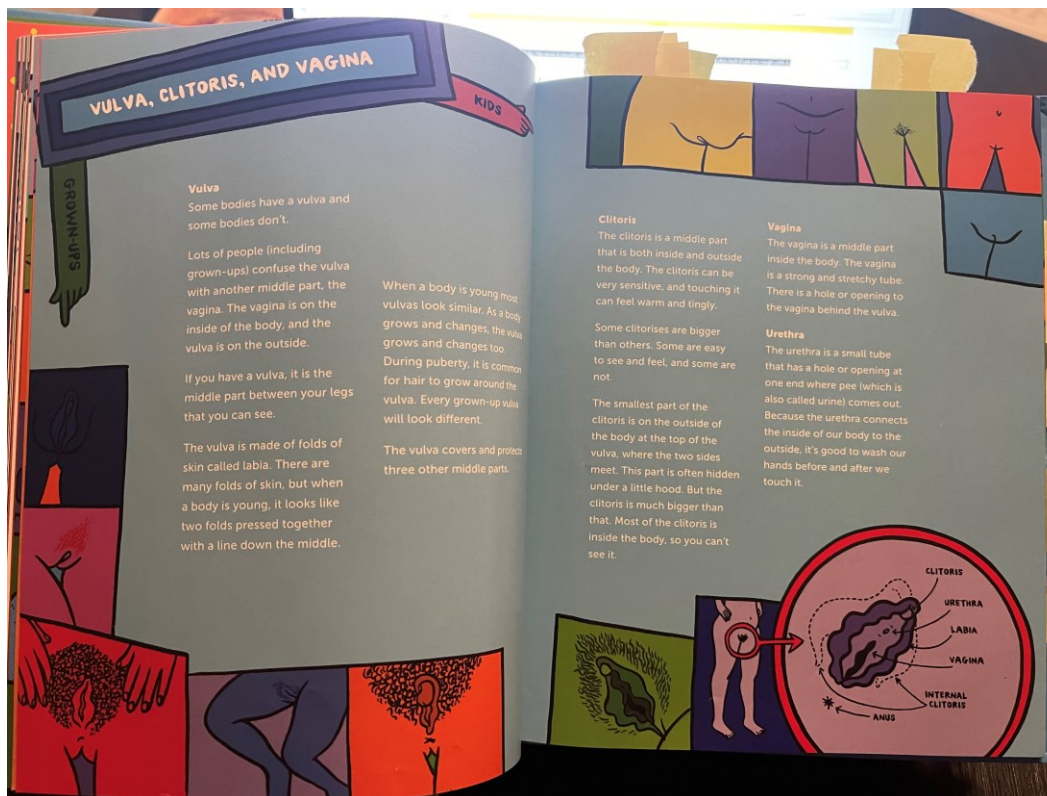 VULVA, CLITORIS, AND VAGINA
KIDS
GROWN-UPS
Vulva
Some bodies have a vulva and
some bodies don't.
Lots of people (including
grown-ups) confuse the vulva
with another middle part, the
vagina. The vagina is on the
inside of the body, and the
vulva is on the outside.
If you have a vulva, it is the
middle part between your legs
that you can see.
The vulva is made of folds of
skin called labia. There are
many folds of skin, but when
a body is young, it looks like
two folds pressed together
with a line down the middle.
When a body is young most
vulvas look similar. As a body
grows and changes, the vulva
grows and changes too.
During puberty, it is common
for hair to grow around the
vulva. Every grown-up vulva
will look different.
The vulva covers and protects
three other middle parts.
Clitoris
The clitoris is a middle part
that is both inside and outside
the body. The clitoris can be
very sensitive, and touching it
can feel warm and tingly.
Some clitorises are bigger
than others. Some are easy
to see and feel, and some are
not.
The smallest part of the
clitoris is on the outside of
the body at the top of the
vulva, where the two sides
meet. This part is often hidden
under a little hood. But the
clitoris is much bigger than
that. Most of the clitoris is
inside the body, so you can't
see it.
Vagina
The vagina is a middle part
inside the body. The vagina
is a strong and stretchy tube.
There is a hole or opening to
the vagina behind the vulva.
Urethra
The urethra is a small tube
that has a hole or opening at
one end where pee (which is
also called urine) comes out.
Because the urethra connects
the inside of our body to the
outside, it's good to wash our
hands before and after we
touch it.
CLITORIS
URETHRA
LABIA
VAGINA
INTERNAL
CLITORIS
ANUS